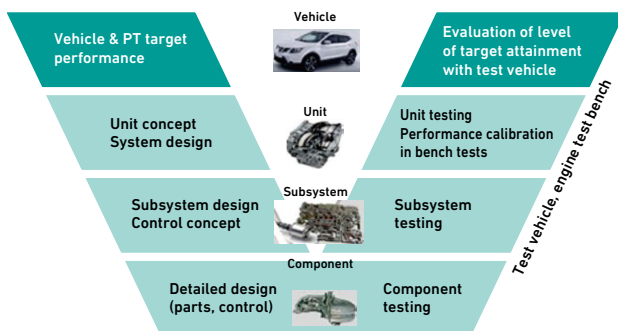 Vehicle
Vehicle & PT target
performance
Evaluation of level
of target attainment
with test vehicle
Unit
Unit concept
System design
Unit testing
Performance calibration
in bench tests
Subsystem
Subsystem design
Control concept
Subsystem
testing
Component
Detailed design
(parts, control)
Component
testing
Test vehicle, engine test bench